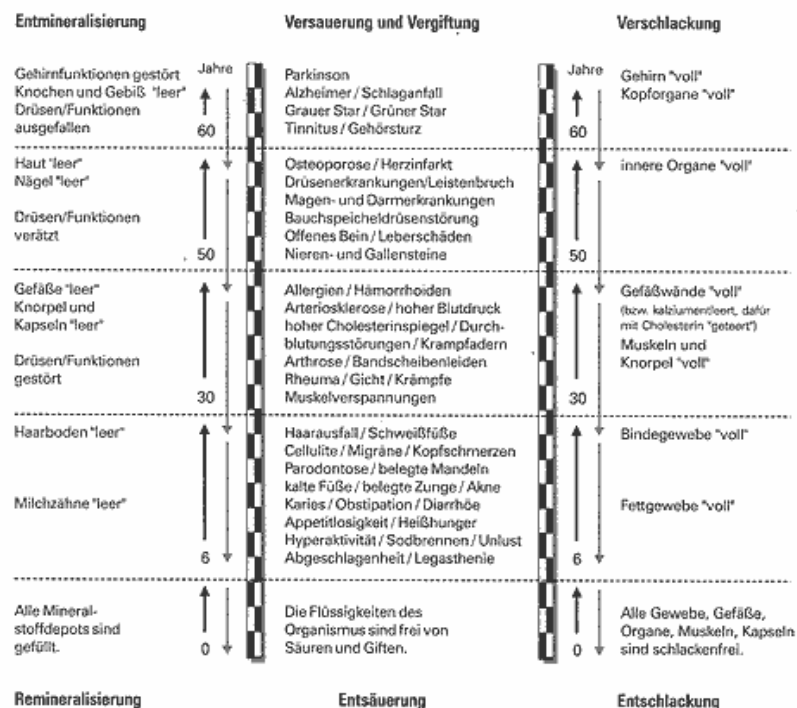 Entmineralisierung
Versauerung und Vergiftung
Verschlackung
Gehirnfunktionen gestört
Knochen und Gebiß "leer"
Drüsen/Funktionen
ausgefallen
Jahre
60
Parkinson
Alzheimer / Schlaganfall
Grauer Star / Grüner Star
Tinnitus / Gehörsturz
Jahre
60
Gehirn "voll"
Kopforgane "voll"
Haut "leer"
Nägel "leer"
Drüsen/Funktionen
verätzt
50
Osteoporose / Herzinfarkt
Drüsenerkrankungen/Leistenbruch
Magen- und Darmerkrankungen
Bauchspeicheldrüsenstörung
Offenes Bein / Leberschäden
Nieren- und Gallensteine
50
innere Organe "voll"
Gefäße "leer"
Knorpel und
Kapseln "leer"
Drüsen/Funktionen
gestört
30
Allergien / Hämorrhoiden
Arteriosklerose / hoher Blutdruck
hoher Cholesterinspiegel / Durch-
blutungsstörungen / Krampfadern
Arthrose / Bandscheibenleiden
Rheuma / Gicht / Krämpfe
Muskelverspannungen
30
Gefäßwände "voll"
(bzw. kalziumentleert, dafür
mit Cholesterin "geteert")
Muskeln und
Knorpel "voll"
Haarboden "leer"
Milchzähne "leer"
6
Haarausfall / Schweißfüße
Cellulite / Migräne / Kopfschmerzen
Parodontose / belegte Mandeln
kalte Füße / belegte Zunge / Akne
Karies / Obstipation / Diarrhöe
Appetitlosigkeit / Heißhunger
Hyperaktivität / Sodbrennen / Unlust
Abgeschlagenheit / Legasthenie
6
Bindegewebe "voll"
Fettgewebe "voll"
Alle Mineral-
stoffdepots sind
gefüllt.
0
Die Flüssigkeiten des
Organismus sind frei von
Säuren und Giften.
0
Alle Gewebe, Gefäße,
Organe, Muskeln, Kapseln
sind schlackenfrei.
Remineralisierung
Entsäuerung
Entschlackung